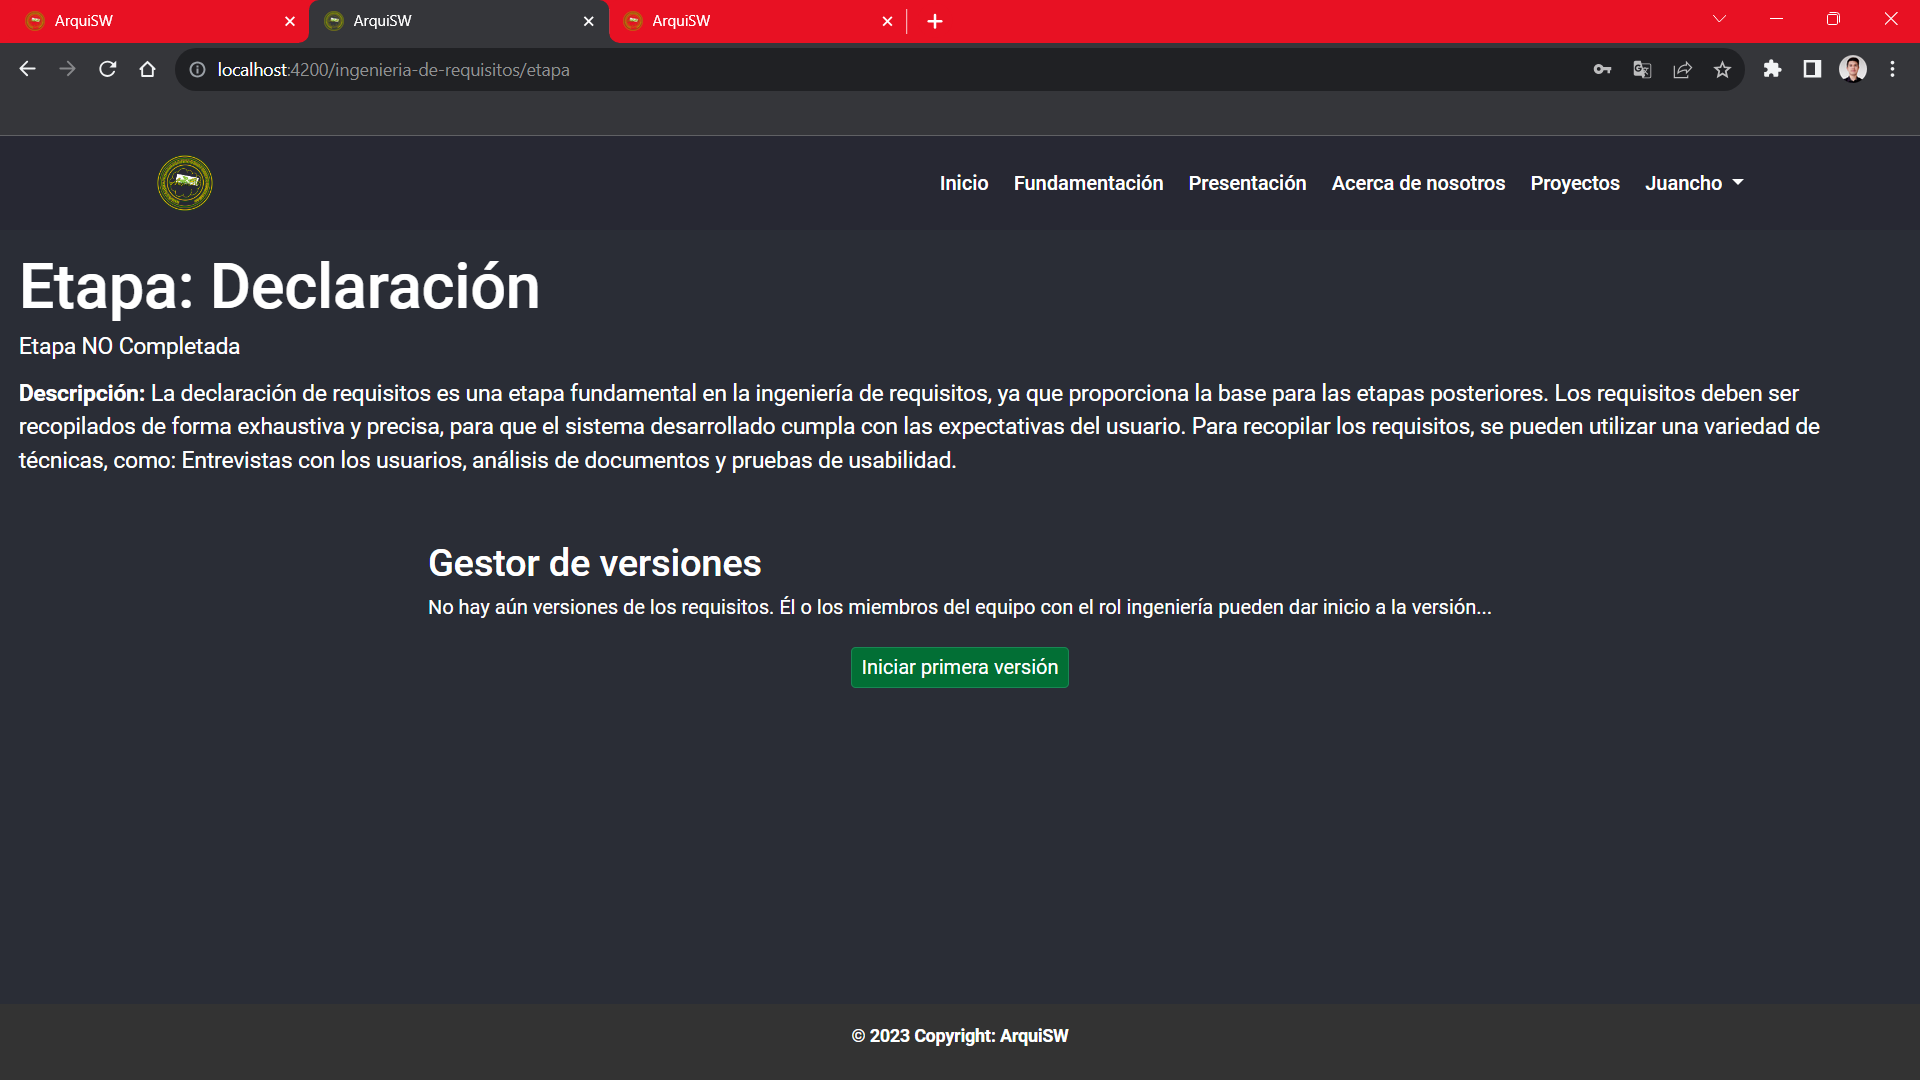 ArquiSW
ArquiSW
ArquiSW
localhost:4200/ingenieria-de-requisitos/etapa
Inicio Fundamentación Presentación Acerca de nosotros Proyectos Juancho
Etapa: Declaración
Etapa NO Completada
Descripción: La declaración de requisitos es una etapa fundamental en la ingeniería de requisitos, ya que proporciona la base para las etapas posteriores. Los requisitos deben ser
recopilados de forma exhaustiva y precisa, para que el sistema desarrollado cumpla con las expectativas del usuario. Para recopilar los requisitos, se pueden utilizar una variedad de
técnicas, como: Entrevistas con los usuarios, análisis de documentos y pruebas de usabilidad.
Gestor de versiones
No hay aún versiones de los requisitos. Él o los miembros del equipo con el rol ingeniería pueden dar inicio a la versión...
Iniciar primera versión
© 2023 Copyright: ArquiSW